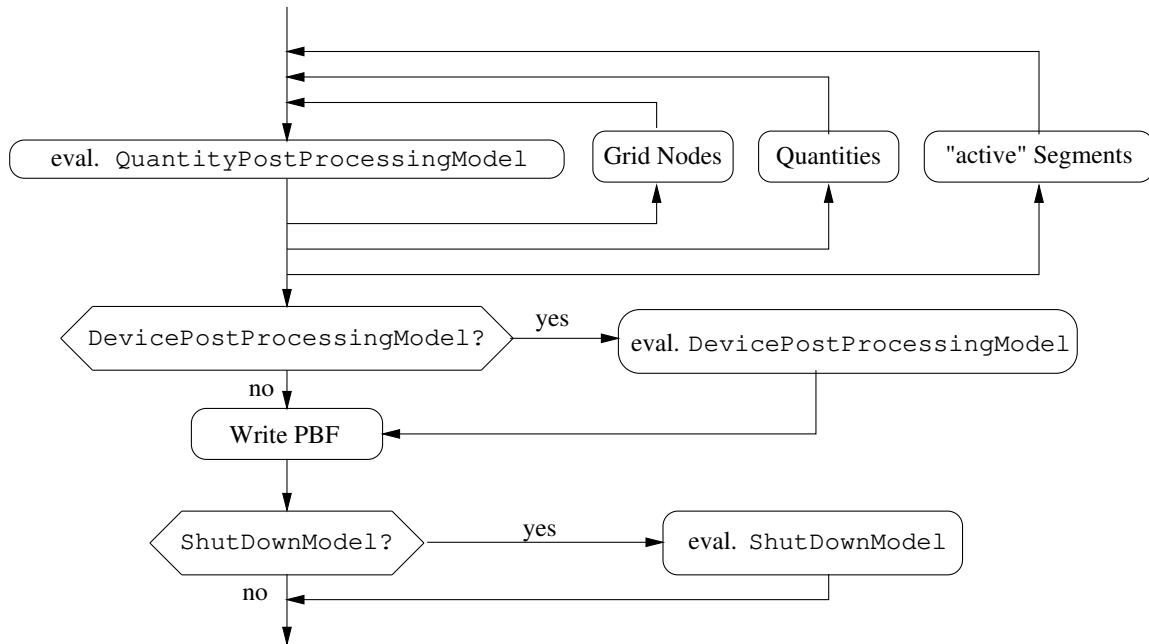 eval. QuantityPostProcessingModel
Grid Nodes
Quantities
"active" Segments
DevicePostProcessingModel?
yes
eval. DevicePostProcessingModel
no
Write PBF
ShutDownModel?
yes
eval. ShutDownModel
no